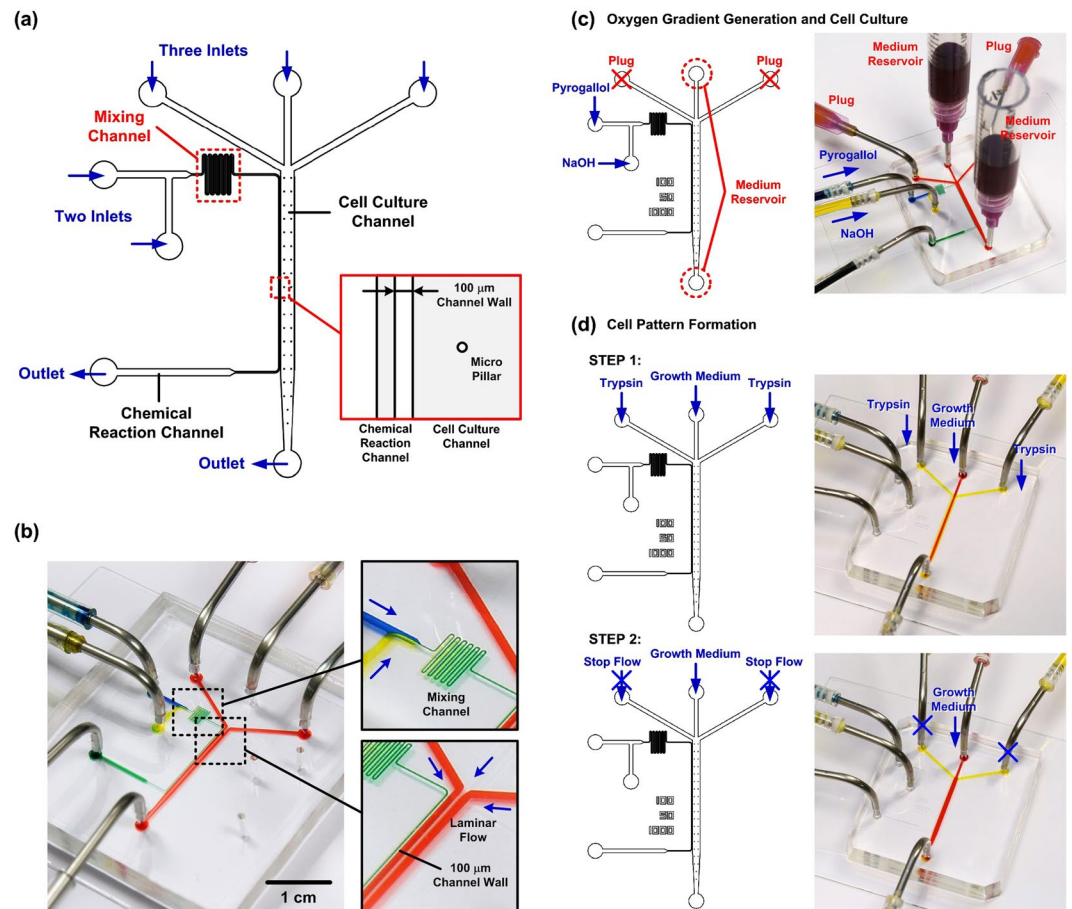 (a)
Three Inlets
Mixing
Channel
Two Inlets
Cell Culture
Channel
100 μm
Channel Wall
Micro
Pillar
Chemical
Reaction
Channel
Cell Culture
Channel
Outlet
Chemical
Reaction Channel
Outlet
(b)
Mixing
Channel
Laminar
Flow
100 μm
Channel Wall
1 cm
(c) Oxygen Gradient Generation and Cell Culture
Plug
Plug
Pyrogallol
NaOH
Medium
Reservoir
Medium
Reservoir
Plug
Plug
Medium
Reservoir
Pyrogallol
NaOH
(d) Cell Pattern Formation
STEP 1:
Trypsin
Growth Medium
Trypsin
Trypsin
Growth
Medium
Trypsin
STEP 2:
Stop Flow
Growth Medium
Stop Flow
Growth
Medium